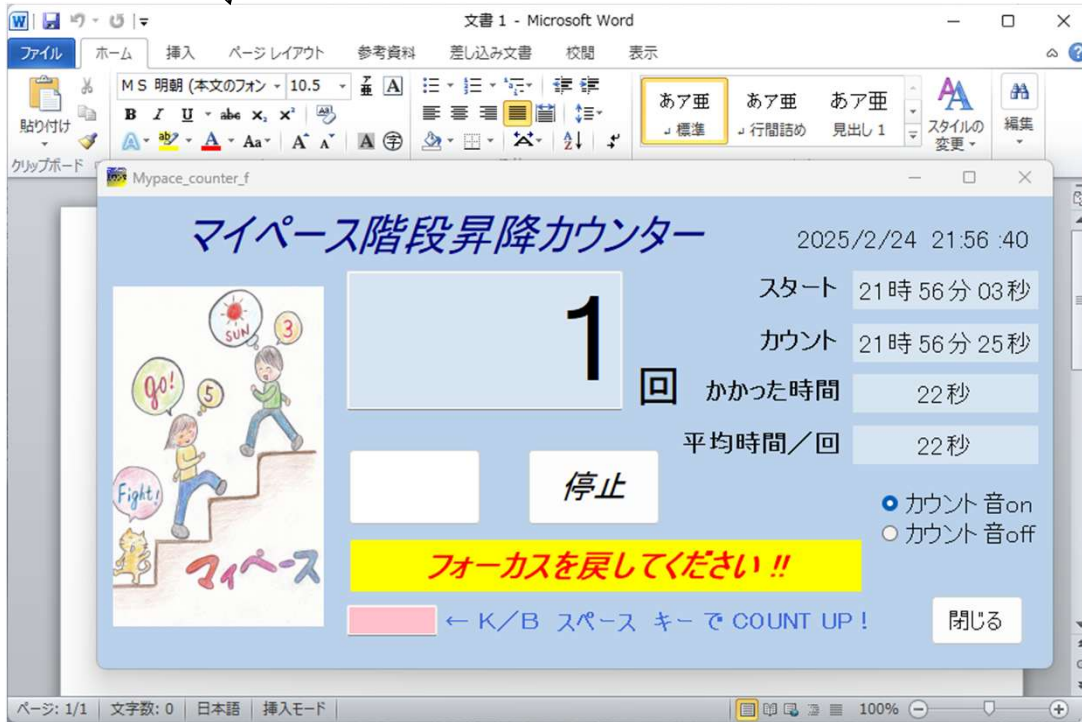 文書 1 - Microsoft Word
ファイル ホーム 挿入 ページ レイアウト 参考資料 差し込み文書 校閲 表示
ＭＳ 明朝 (本文のフォン 10.5
貼り付け
クリップボード
B I U abc x₂ x²
Aa
あア亜 あア亜 あア亜
標準 行間詰め 見出し 1
スタイルの
変更
編集
Mypace_counter_f
マイペース階段昇降カウンター
2025/2/24 21:56 :40
スタート 21時 56分 03秒
カウント 21時 56分 25秒
1 回
かかった時間 22秒
平均時間／回 22秒
SUN
3
go!
5
Fight!
マイペース
停止
カウント 音on
カウント 音off
フォーカスを戻してください !!
← K／B スペース キーで COUNT UP !
閉じる
ページ: 1/1 文字数: 0 日本語 挿入モード 100%